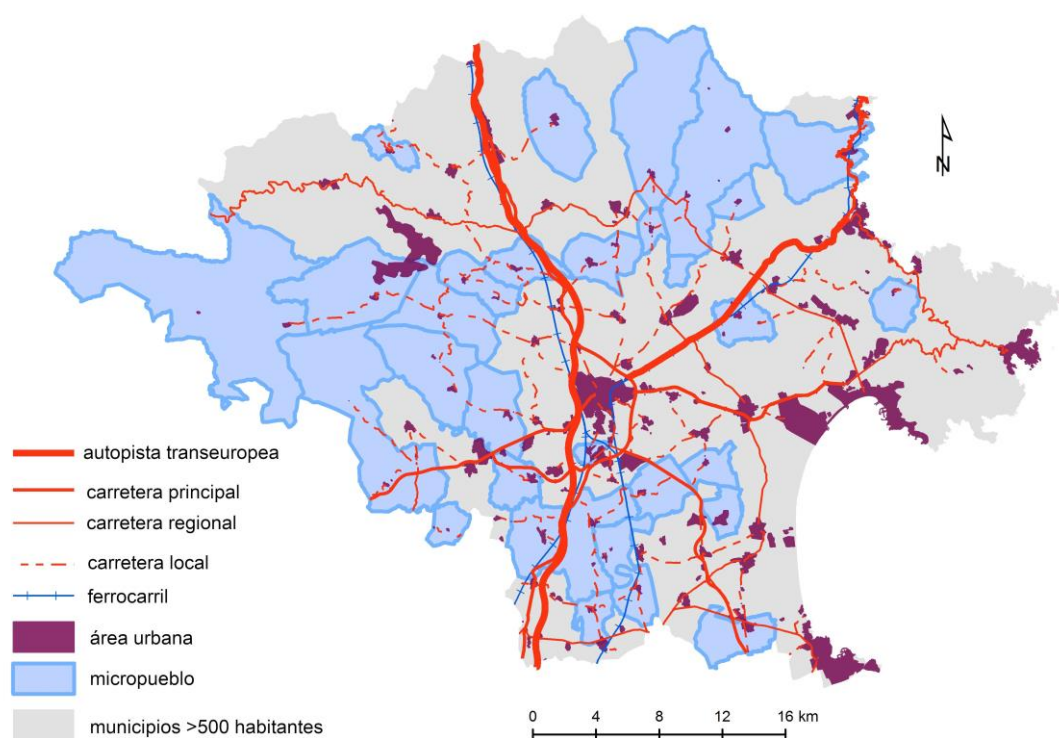 N
autopista transeuropea
carretera principal
carretera regional
carretera local
ferrocarril
área urbana
micropueblo
municipios >500 habitantes
0 4 8 12 16 km